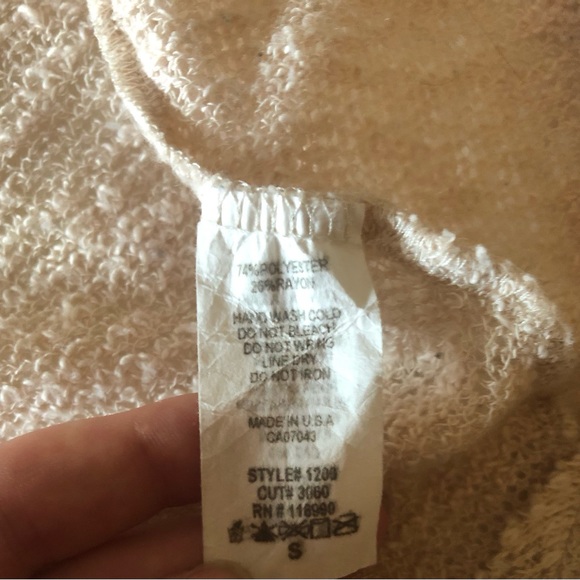 74%POLYESTER
26%RAYON
HAND WASH COLD
DO NOT BLEACH
DO NOT WRING
LINE DRY
DO NOT IRON
MADE IN U.S.A
CA07043
STYLE# 1200
CUT# 3060
RN # 116990
S